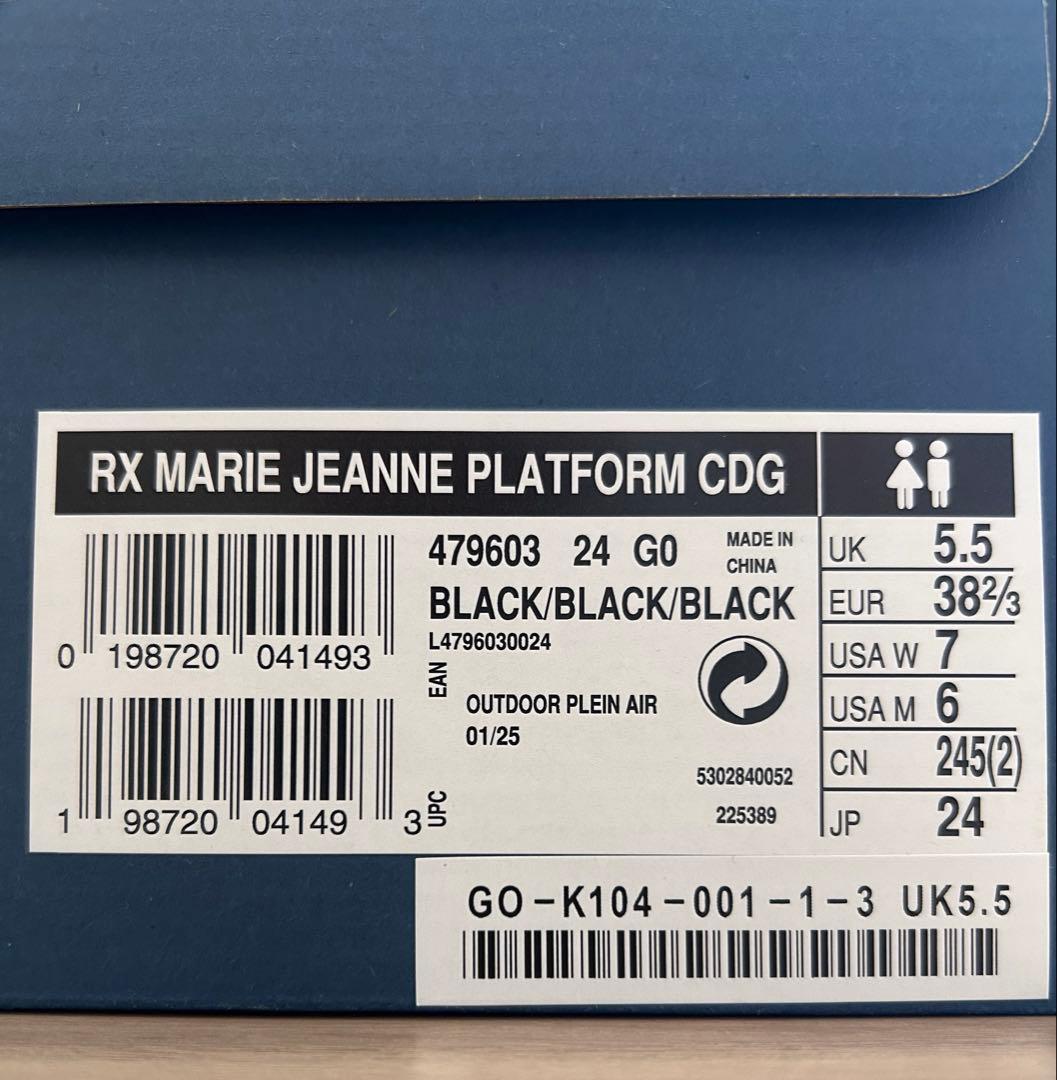 RX MARIE JEANNE PLATFORM CDG
479603 24 G0
MADE IN
CHINA
BLACK/BLACK/BLACK
L4796030024
EAN
0 198720 041493
OUTDOOR PLEIN AIR
01/25
5302840052
225389
UPC
1 98720 04149 3
UK 5.5
EUR 38⅔
USA W 7
USA M 6
CN 245(2)
JP 24
GO-K104-001-1-3 UK5.5